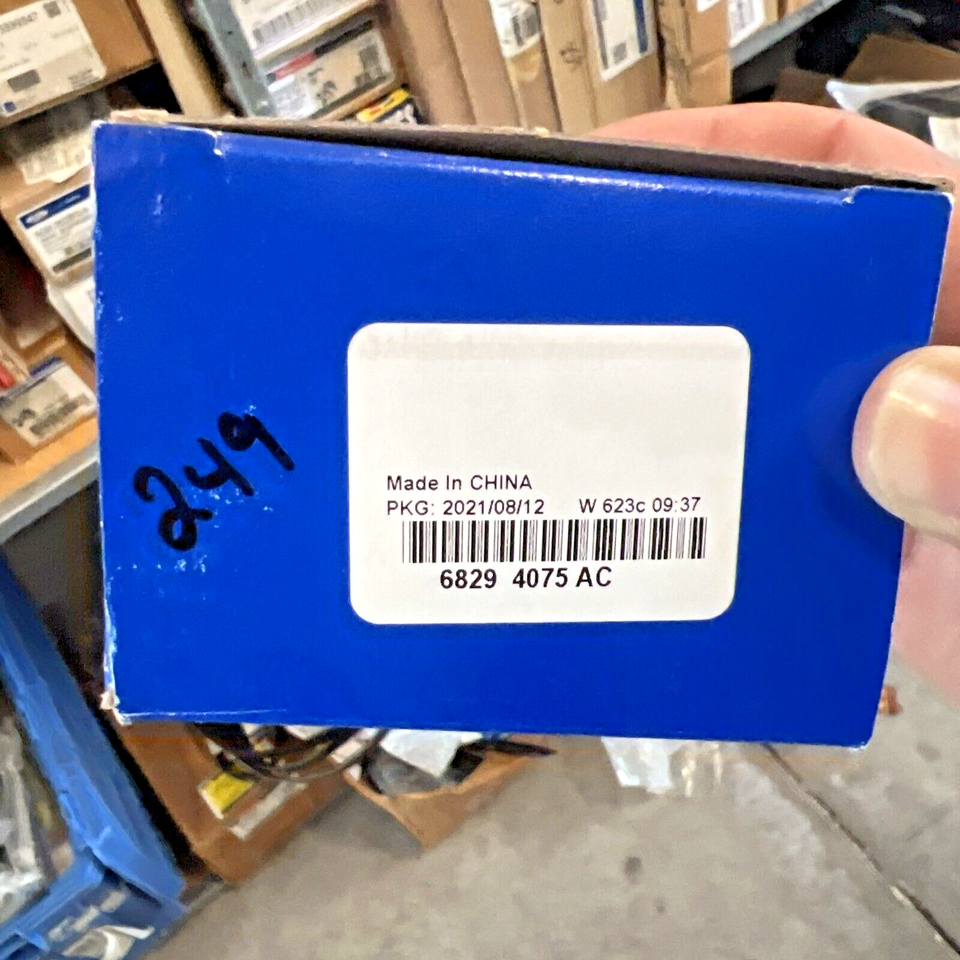 249
Made In CHINA
PKG: 2021/08/12 W 623c 09:37
6829 4075 AC